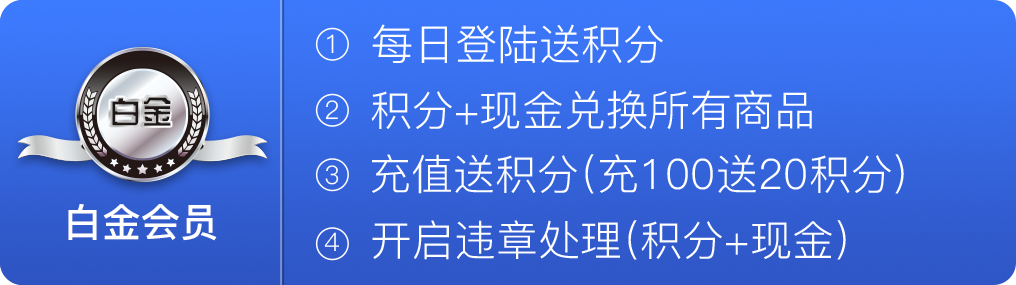 白金
白金会员
① 每日登陆送积分
② 积分+现金兑换所有商品
③ 充值送积分(充100送20积分)
④ 开启违章处理(积分+现金)